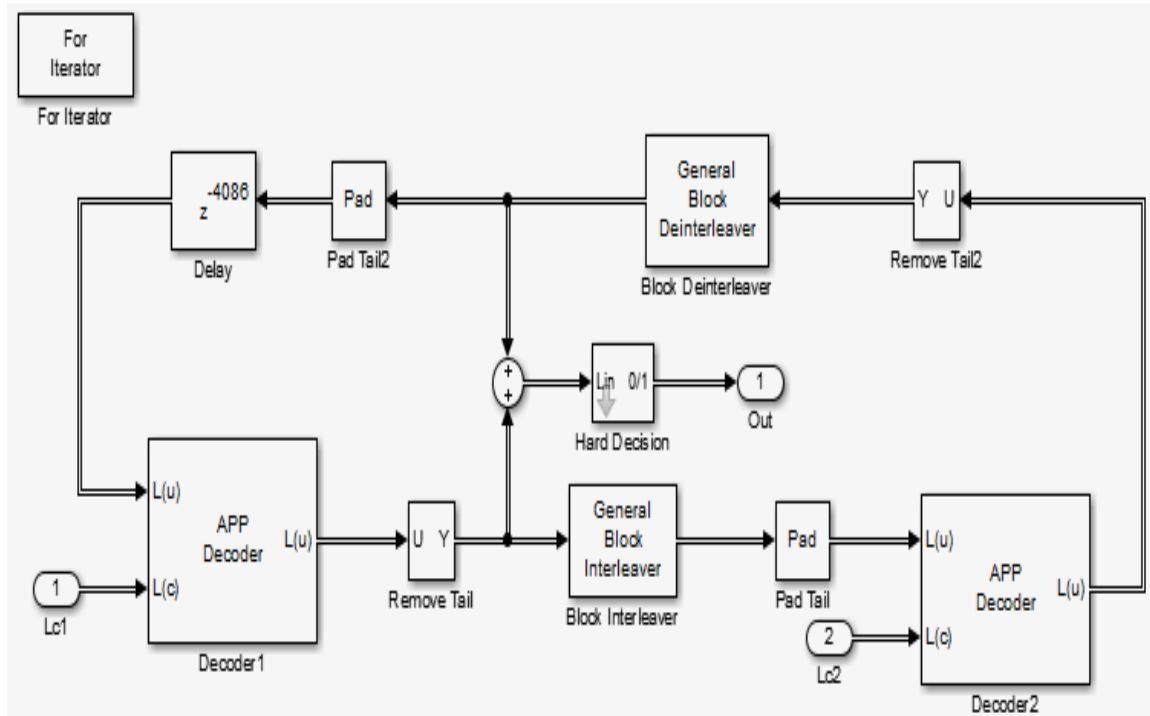 For
Iterator
For Iterator
-4086
z
Delay
Pad
Pad Tail2
General
Block
Deinterleaver
Block Deinterleaver
Y U
Remove Tail2
Lin 0/1
Hard Decision
1
Out
L(u)
APP
Decoder
L(u)
L(c)
1
Lc1
Decoder1
U Y
Remove Tail
General
Block
Interleaver
Block Interleaver
Pad
Pad Tail
L(u)
APP
Decoder
L(u)
L(c)
2
Lc2
Decoder2